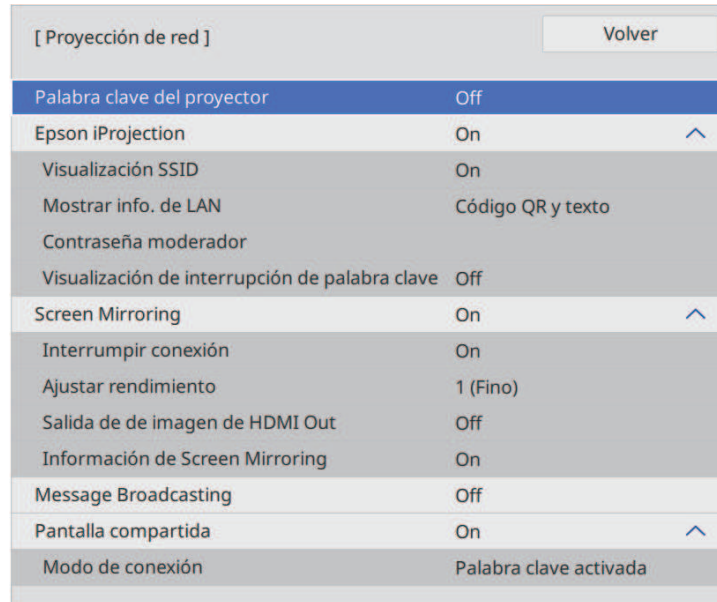 [ Proyección de red ] Volver
Palabra clave del proyector Off
Epson iProjection On
Visualización SSID On
Mostrar info. de LAN Código QR y texto
Contraseña moderador
Visualización de interrupción de palabra clave Off
Screen Mirroring On
Interrumpir conexión On
Ajustar rendimiento 1 (Fino)
Salida de de imagen de HDMI Out Off
Información de Screen Mirroring On
Message Broadcasting Off
Pantalla compartida On
Modo de conexión Palabra clave activada